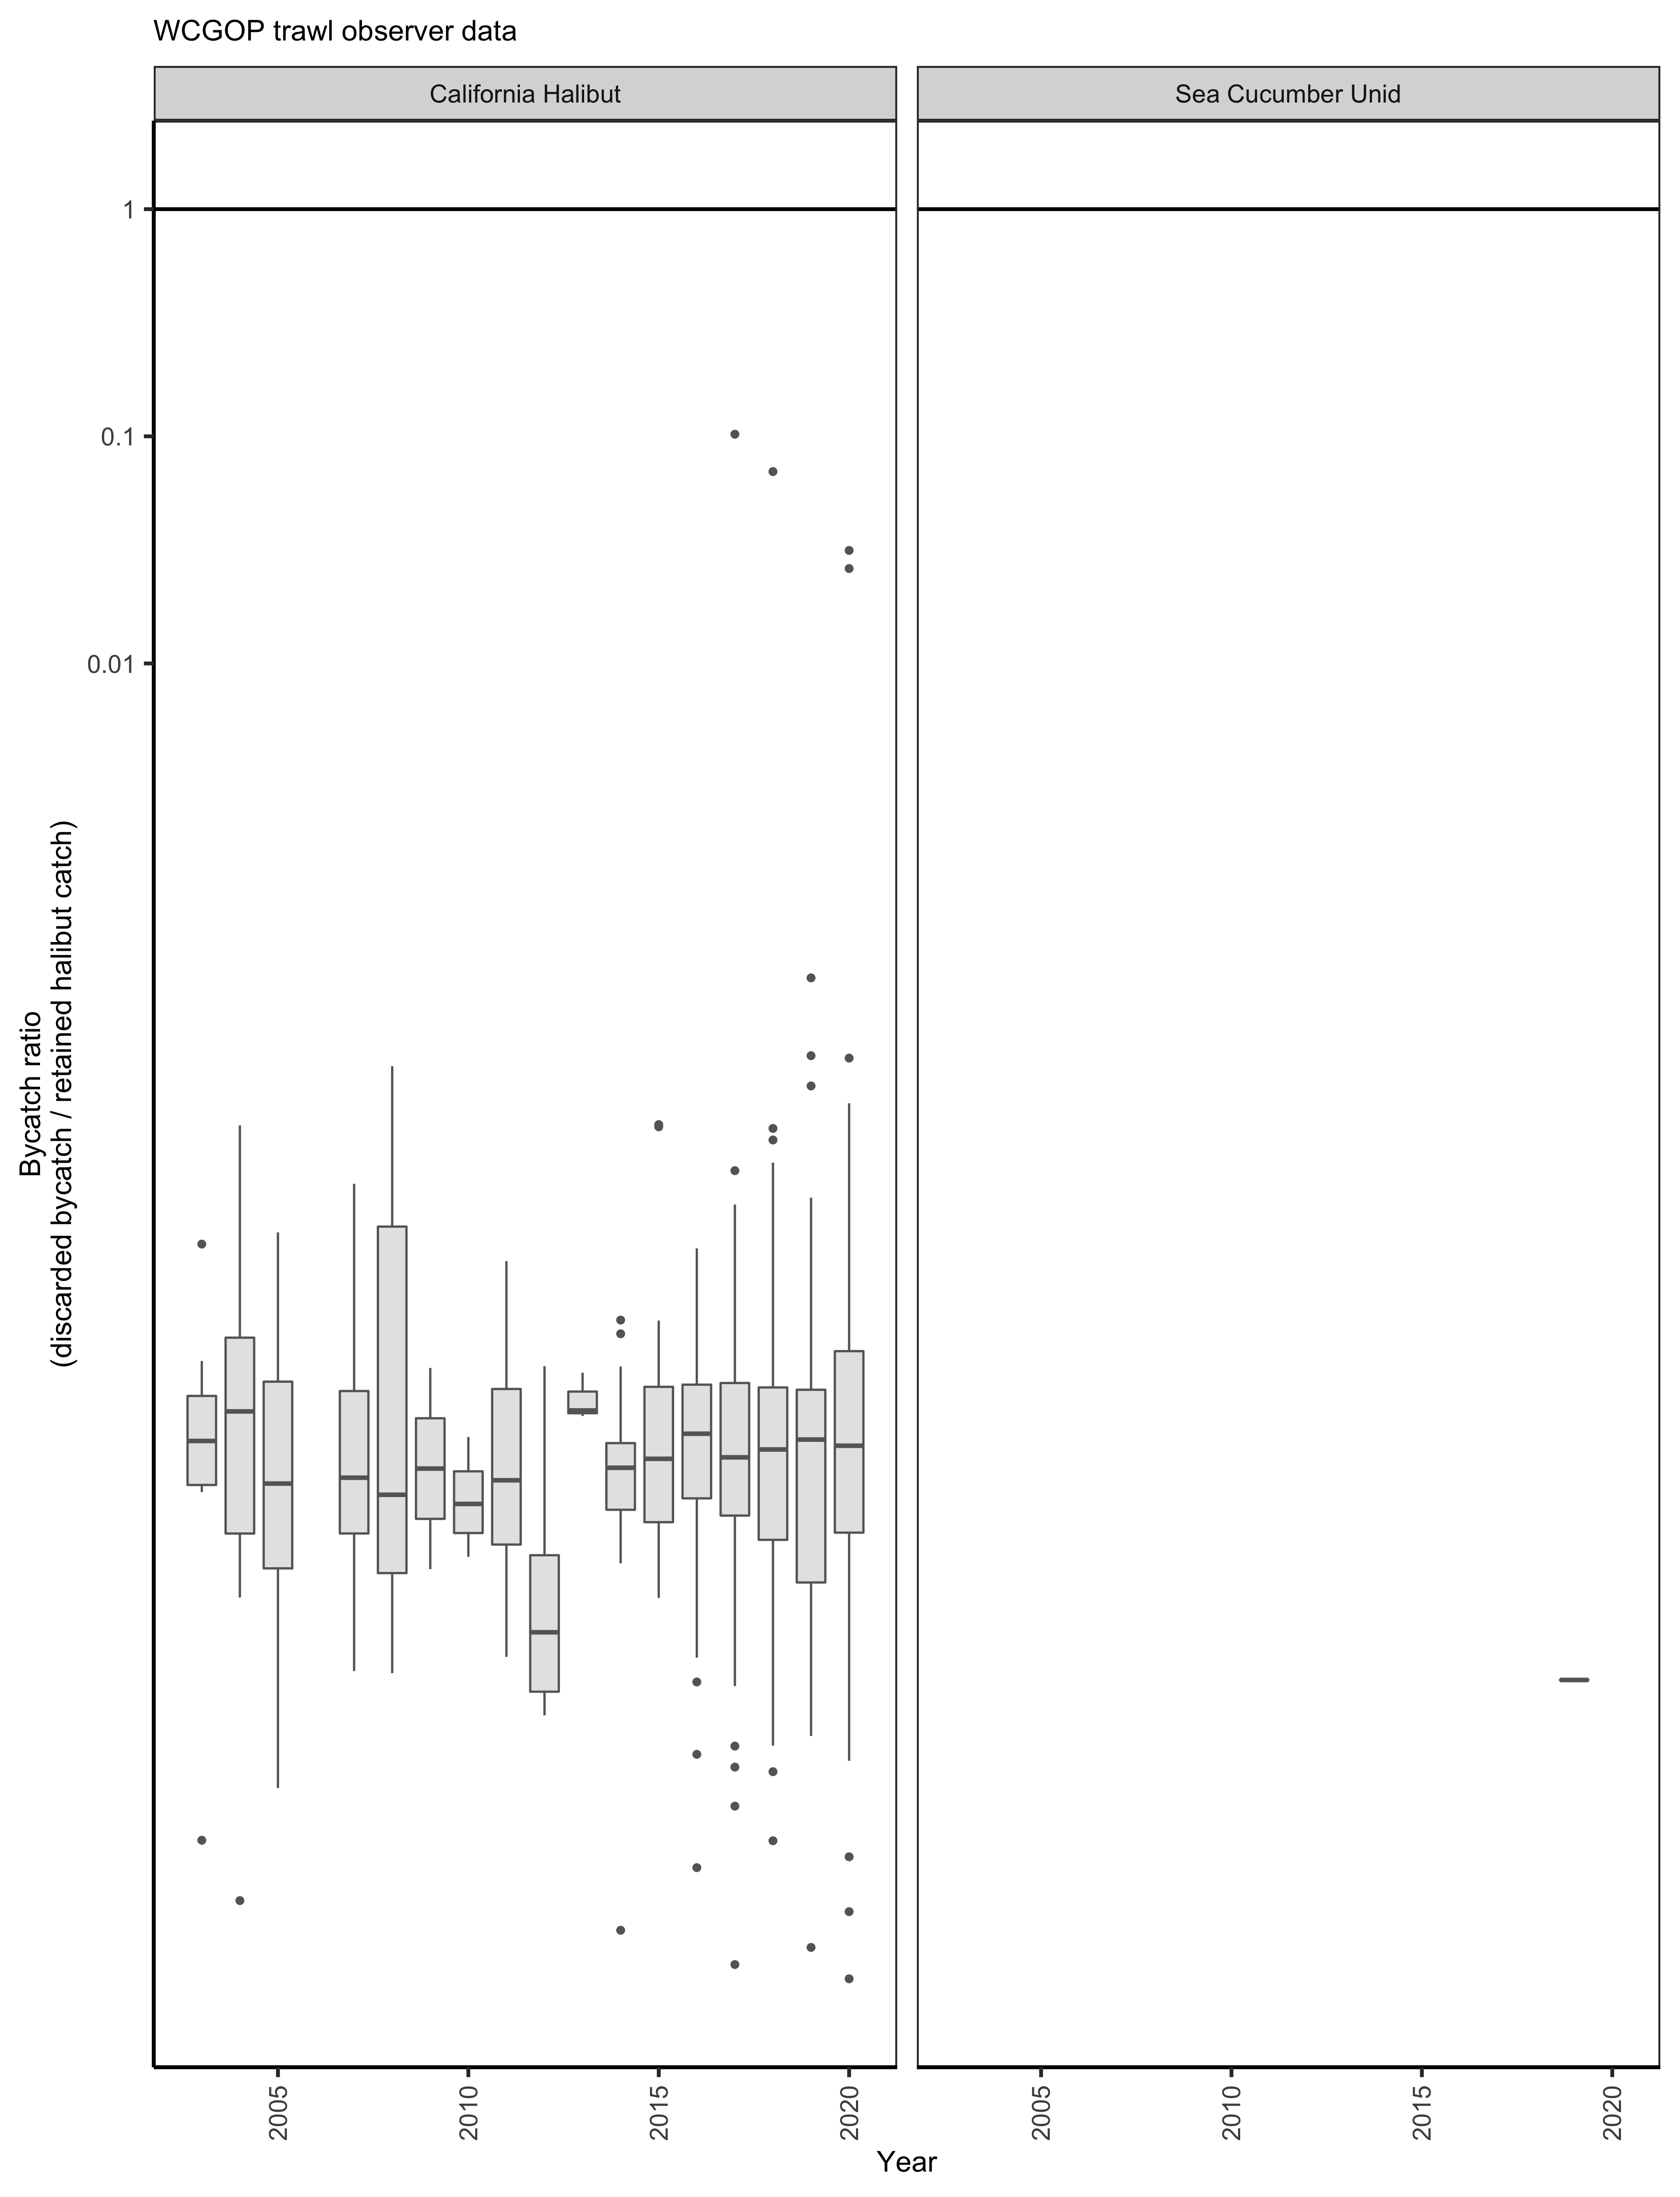 WCGOP trawl observer data
California Halibut
Sea Cucumber Unid
1
0.1
0.01
Bycatch ratio
(discarded bycatch / retained halibut catch)
2005
2010
2015
2020
2005
2010
2015
2020
Year